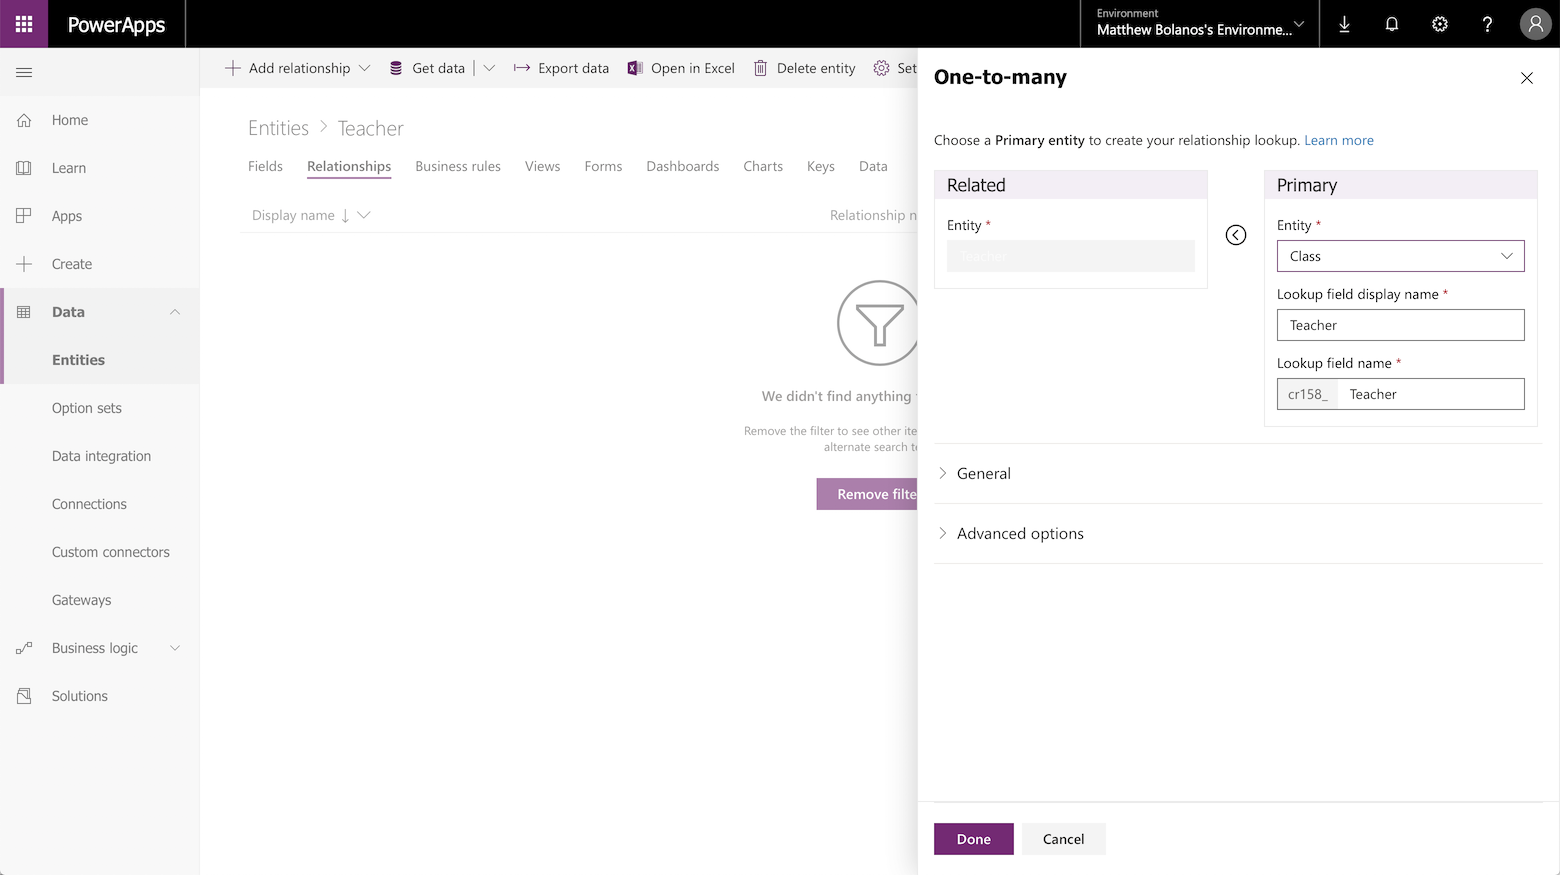 PowerApps
Environment
Matthew Bolanos's Environme...
Home
Learn
Apps
Create
Data
Entities
Option sets
Data integration
Connections
Custom connectors
Gateways
Business logic
Solutions
Add relationship
Get data
Export data
Open in Excel
Delete entity
Set
Entities > Teacher
Fields
Relationships
Business rules
Views
Forms
Dashboards
Charts
Keys
Data
Display name
Relationship n
We didn't find anything
Remove the filter to see other ite
alternate search te
Remove filte
One-to-many
Choose a Primary entity to create your relationship lookup. Learn more
Related
Entity *
Teacher
Primary
Entity *
Class
Lookup field display name *
Teacher
Lookup field name *
cr158_ Teacher
General
Advanced options
Done
Cancel